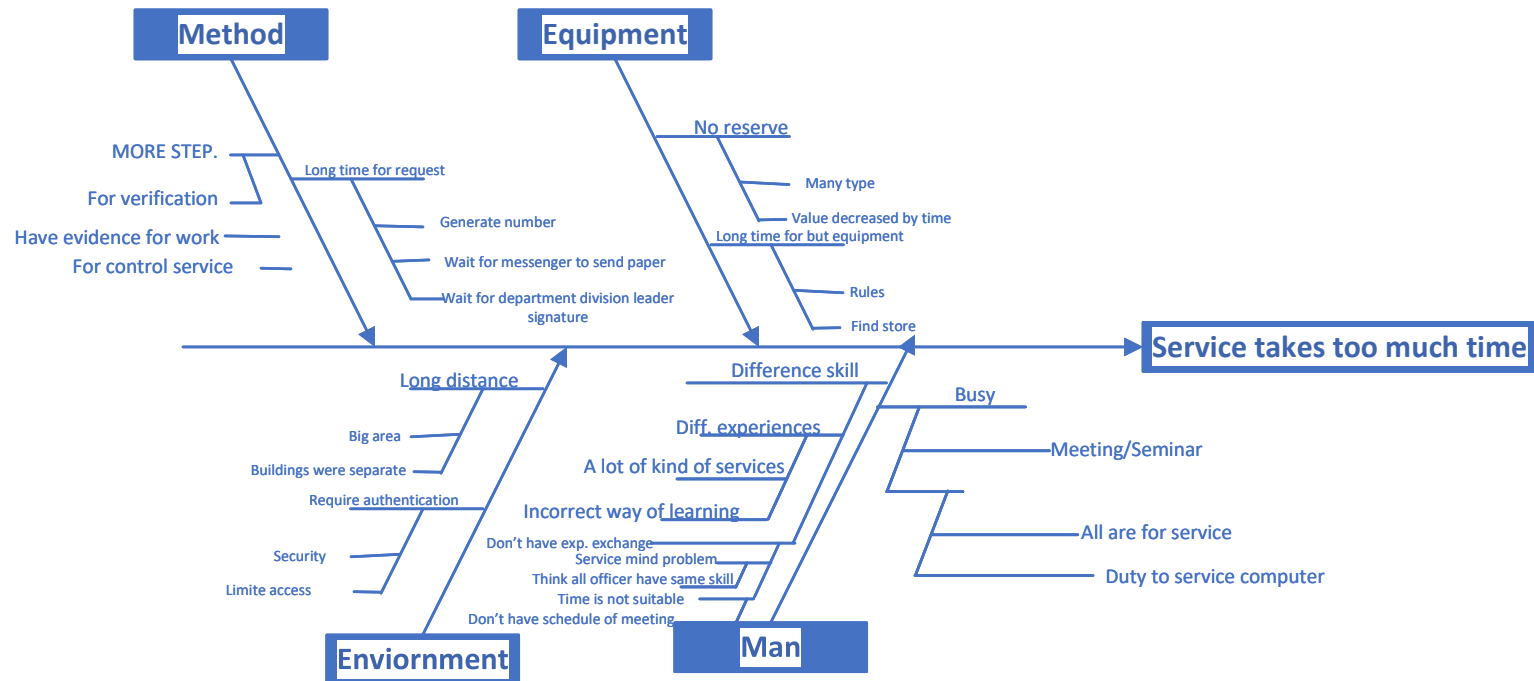 Method
Equipment
No reserve
MORE STEP.
Long time for request
Many type
For verification
Generate number
Value decreased by time
Have evidence for work
Long time for but equipment
For control service
Wait for messenger to send paper
Rules
Wait for department division leader
signature
Find store
Service takes too much time
Long distance
Difference skill
Busy
Big area
Diff. experiences
Meeting/Seminar
Buildings were separate
A lot of kind of services
Require authentication
Incorrect way of learning
All are for service
Security
Don't have exp. exchange
Service mind problem
Think all officer have same skill
Duty to service computer
Limite access
Time is not suitable
Don't have schedule of meeting
Enviornment
Man